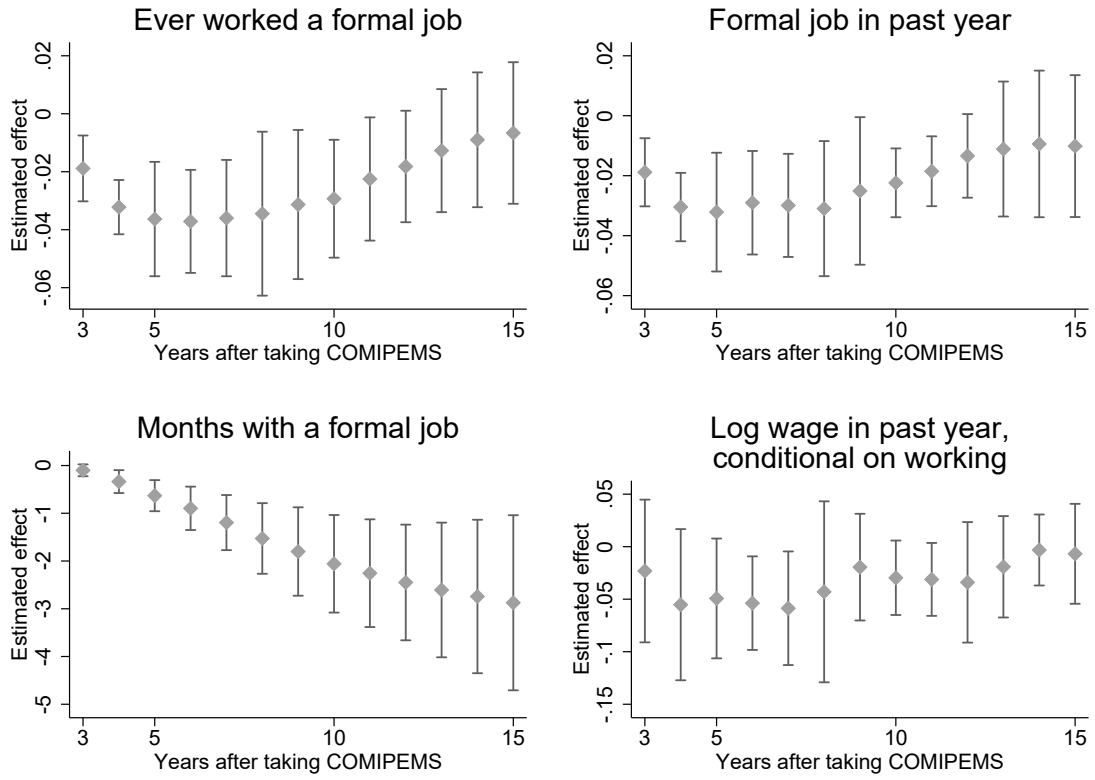 Ever worked a formal job
Estimated effect
.02
0
-.02
-.04
-.06
3
5
10
15
Years after taking COMIPEMS
Formal job in past year
Estimated effect
.02
0
-.02
-.04
-.06
3
5
10
15
Years after taking COMIPEMS
Months with a formal job
Estimated effect
0
-1
-2
-3
-4
-5
3
5
10
15
Years after taking COMIPEMS
Log wage in past year,
conditional on working
Estimated effect
.05
0
-.05
-.1
-.15
3
5
10
15
Years after taking COMIPEMS